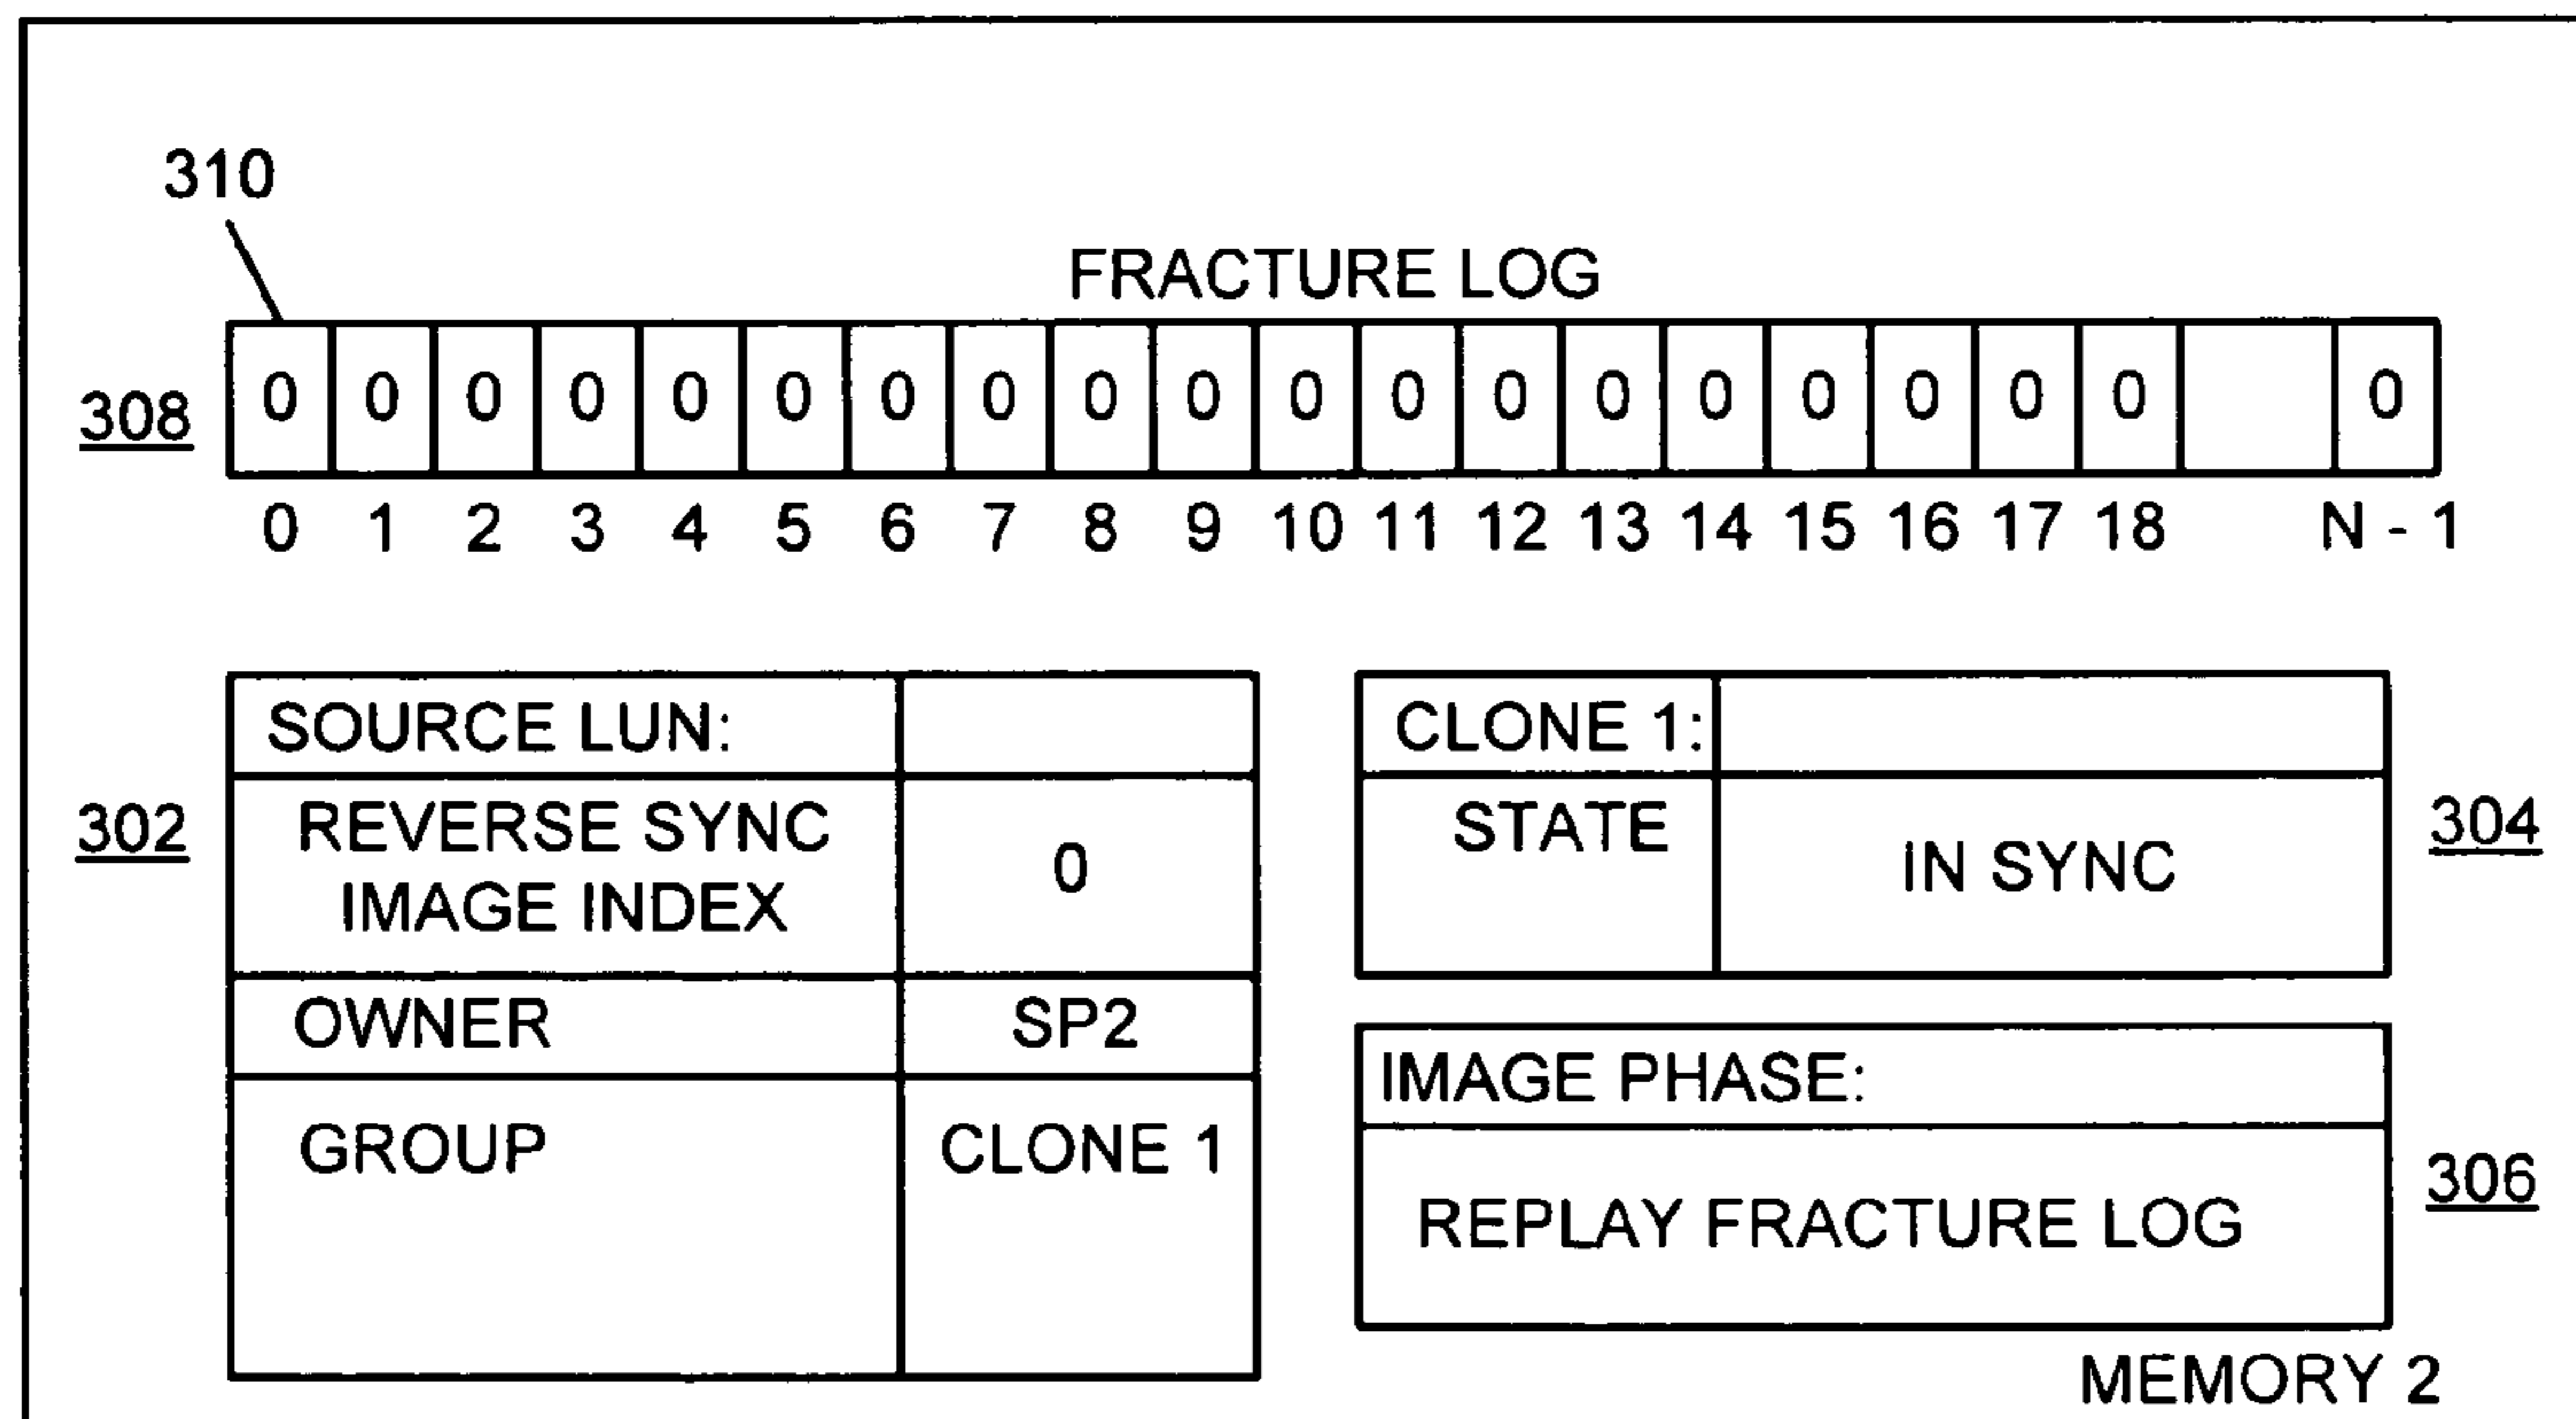 310
FRACTURE LOG
308
0 0 0 0 0 0 0 0 0 0 0 0 0 0 0 0 0 0 0 0
0 1 2 3 4 5 6 7 8 9 10 11 12 13 14 15 16 17 18 N - 1
302
SOURCE LUN:
REVERSE SYNC
IMAGE INDEX
0
OWNER
SP2
GROUP
CLONE 1
CLONE 1:
STATE
IN SYNC
304
IMAGE PHASE:
REPLAY FRACTURE LOG
306
MEMORY 2